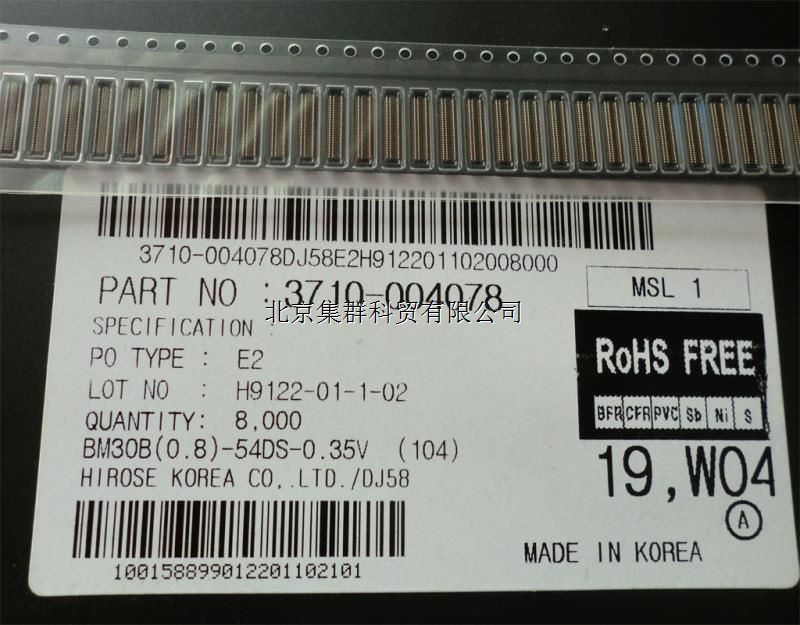 3710-004078DJ58E2H912201102008000
PART NO : 3710-004078
MSL 1
北京集群科贸有限公司
SPECIFICATION :
PO TYPE : E2
RoHS FREE
LOT NO : H9122-01-1-02
BFR CFR PVC Sb Ni S
QUANTITY: 8,000
BM30B(0.8)-54DS-0.35V (104)
19,W04
HIROSE KOREA CO,.LTD./DJ58
A
MADE IN KOREA
1001588990122011​02101